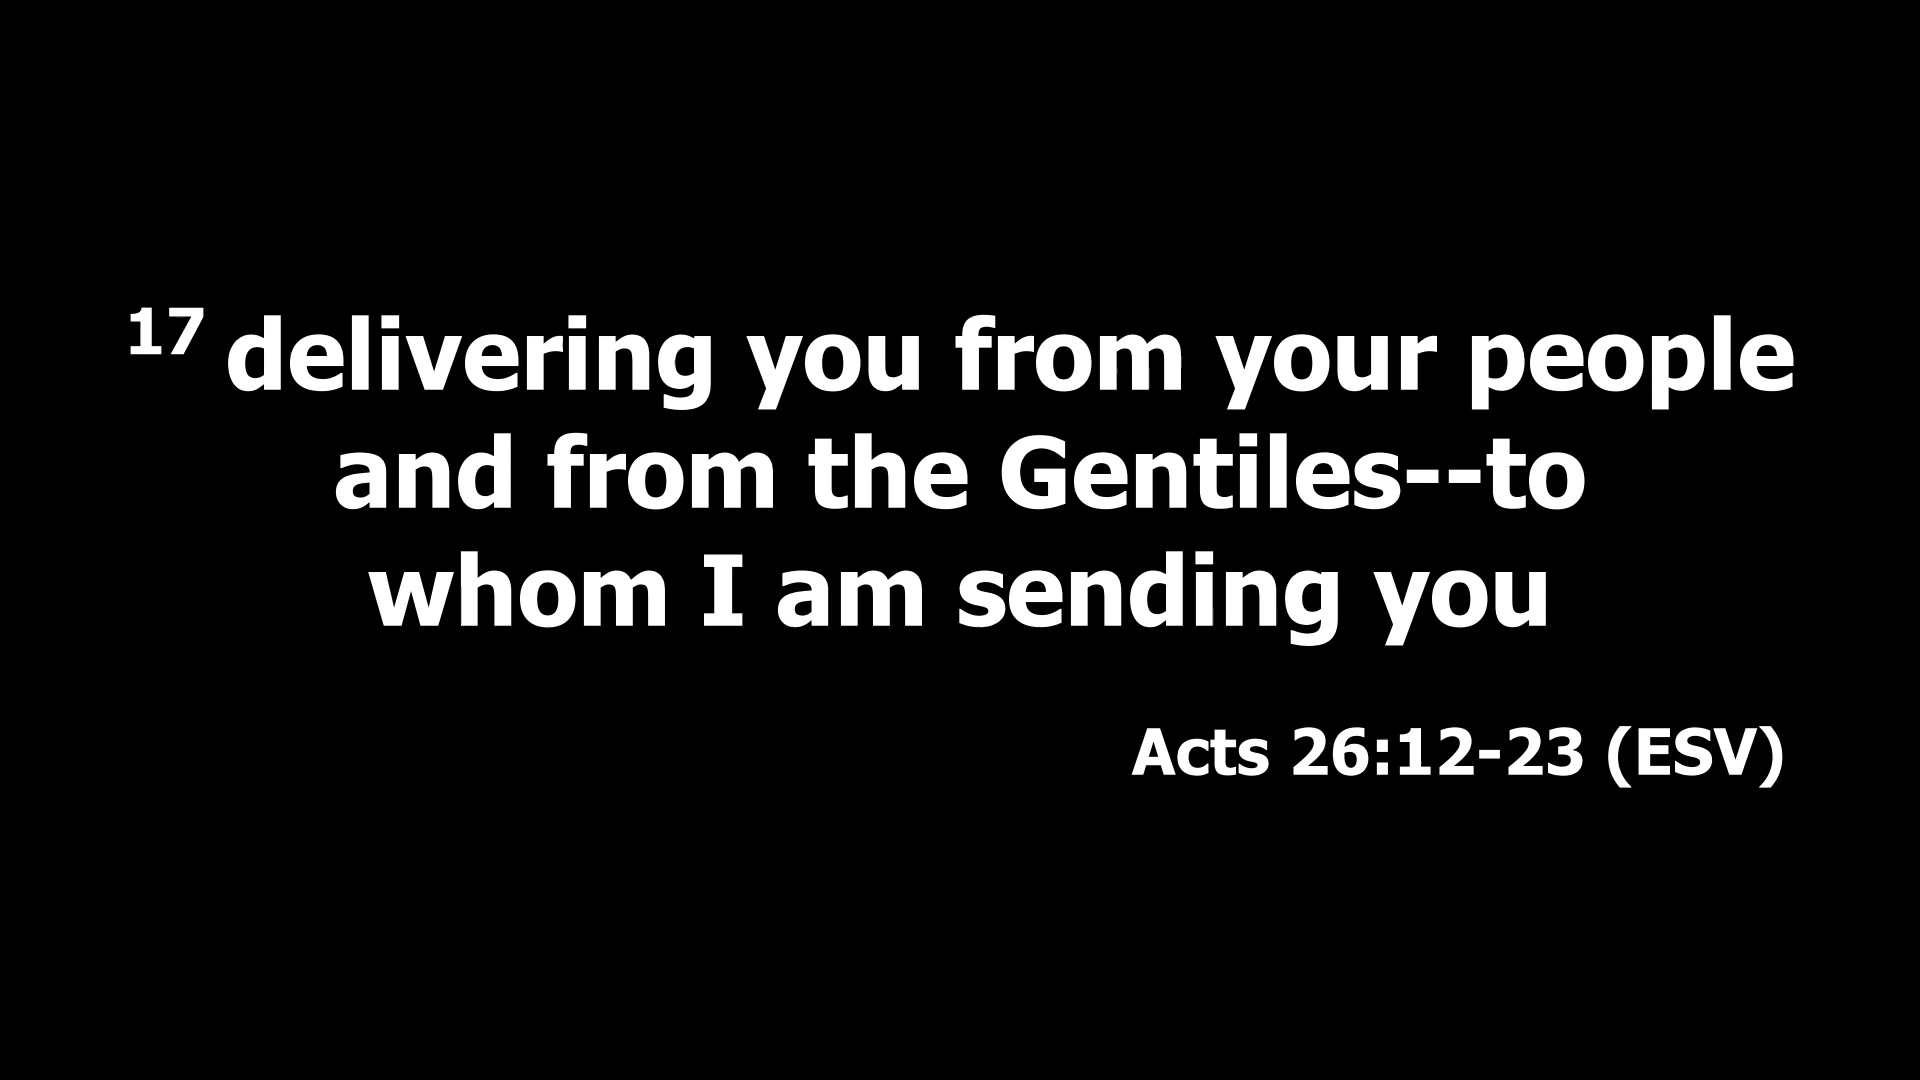 17 delivering you from your people
and from the Gentiles--to
whom I am sending you
Acts 26:12-23 (ESV)